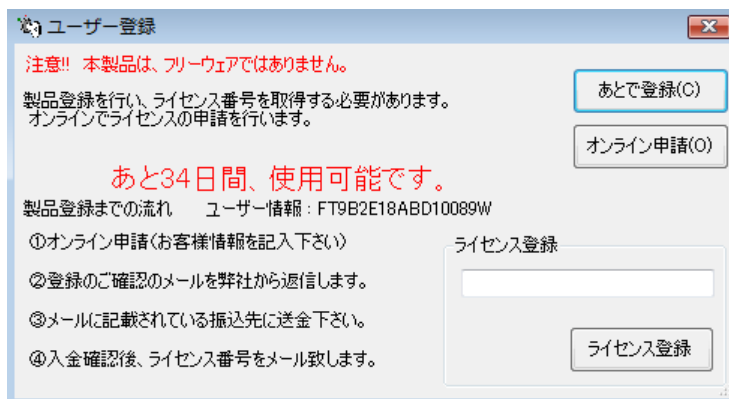 ユーザー登録
注意!! 本製品は、フリーウェアではありません。
製品登録を行い、ライセンス番号を取得する必要があります。
オンラインでライセンスの申請を行います。
あとで登録(C)
オンライン申請(O)
あと34日間、使用可能です。
製品登録までの流れ ユーザー情報：FT9B2E18ABD10089W
①オンライン申請(お客様情報を記入下さい)
②登録のご確認のメールを弊社から返信します。
③メールに記載されている振込先に送金下さい。
④入金確認後、ライセンス番号をメール致します。
ライセンス登録
ライセンス登録